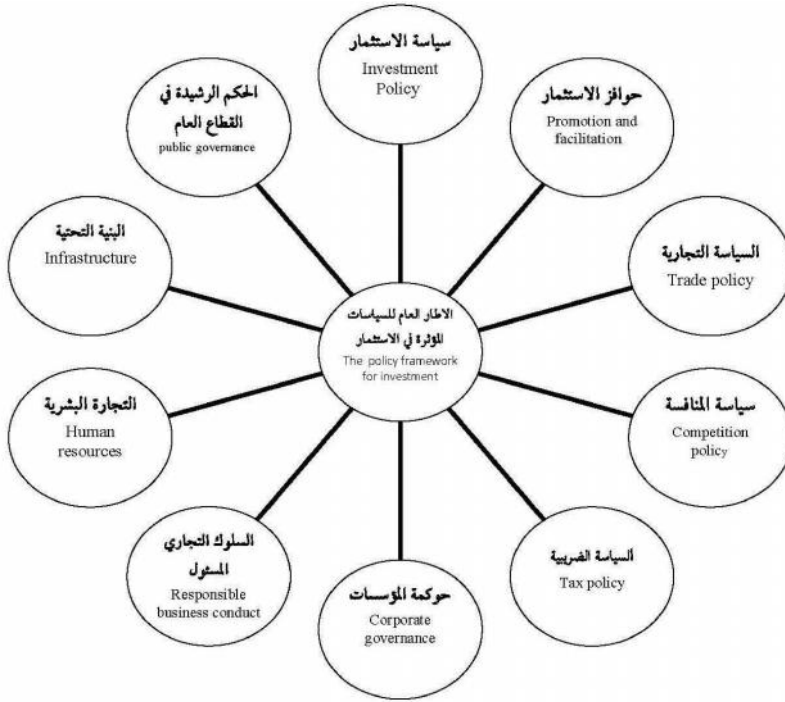 سياسة الاستثمار
Investment
Policy
حوافز الاستثمار
Promotion and
facilitation
السياسة التجارية
Trade policy
سياسة المنافسة
Competition
policy
السياسة الضريبية
Tax policy
حوكمة المؤسسات
Corporate
governance
السلوك التجاري
المسئول
Responsible
business conduct
التجارة البشرية
Human
resources
البنية التحتية
Infrastructure
الحكم الرشيدة في
القطاع العام
public governance
الاطار العام للسياسات
المؤثرة في الاستثمار
The policy framework
for investment